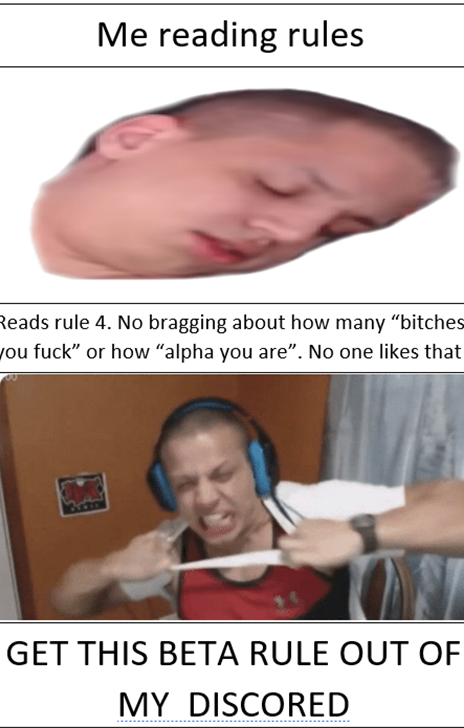 Me reading rules
Reads rule 4. No bragging about how many “bitches
you fuck” or how “alpha you are”. No one likes that
GET THIS BETA RULE OUT OF
MY DISCORED